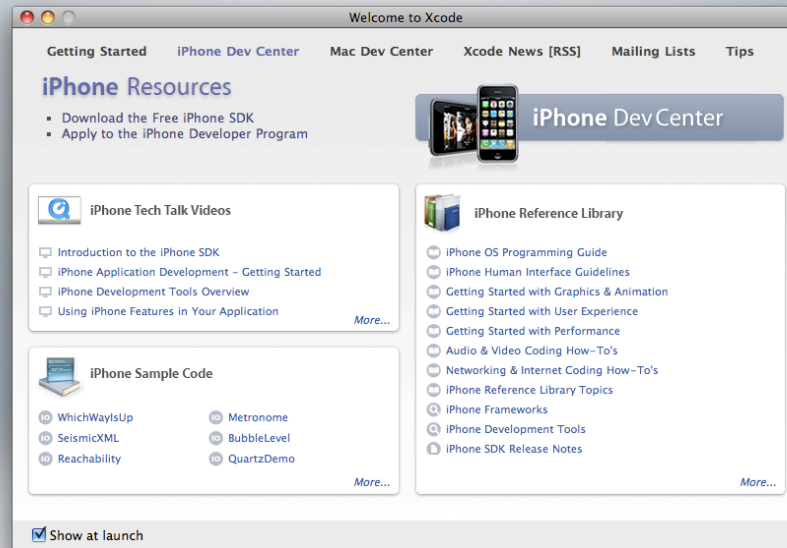 Welcome to Xcode
Getting Started iPhone Dev Center Mac Dev Center Xcode News [RSS] Mailing Lists Tips
iPhone Resources
Download the Free iPhone SDK
Apply to the iPhone Developer Program
iPhone Dev Center
iPhone Tech Talk Videos
Introduction to the iPhone SDK
iPhone Application Development – Getting Started
iPhone Development Tools Overview
Using iPhone Features in Your Application
More...
iPhone Sample Code
WhichWayIsUp Metronome
SeismicXML BubbleLevel
Reachability QuartzDemo
More...
iPhone Reference Library
iPhone OS Programming Guide
iPhone Human Interface Guidelines
Getting Started with Graphics & Animation
Getting Started with User Experience
Getting Started with Performance
Audio & Video Coding How-To's
Networking & Internet Coding How-To's
iPhone Reference Library Topics
iPhone Frameworks
iPhone Development Tools
iPhone SDK Release Notes
More...
Show at launch